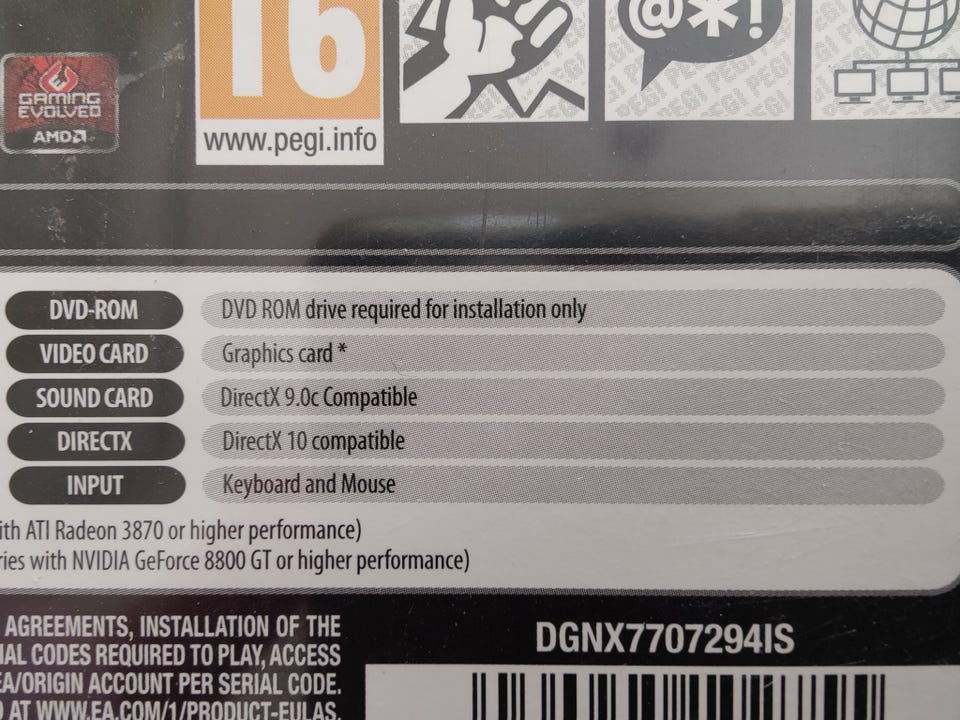 16
@*!
GAMING
EVOLVED
AMD
www.pegi.info
DVD-ROM DVD ROM drive required for installation only
VIDEO CARD Graphics card *
SOUND CARD DirectX 9.0c Compatible
DIRECTX DirectX 10 compatible
INPUT Keyboard and Mouse
ith ATI Radeon 3870 or higher performance)
ries with NVIDIA GeForce 8800 GT or higher performance)
AGREEMENTS, INSTALLATION OF THE
IAL CODES REQUIRED TO PLAY, ACCESS
EA/ORIGIN ACCOUNT PER SERIAL CODE.
D AT WWW.EA.COM/1/PRODUCT-EULAS.
DGNX7707294IS